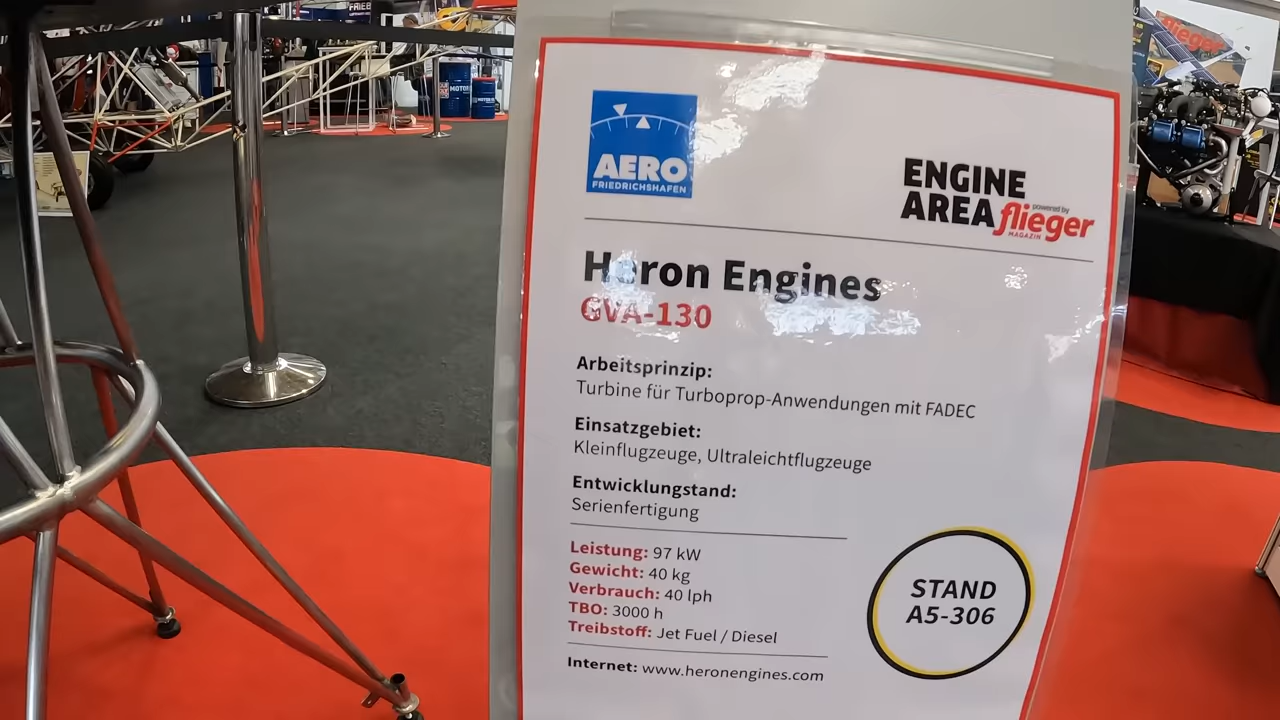 AERO
FRIEDRICHSHAFEN
ENGINE
AREA
powered by
flieger
MAGAZIN
Heron Engines
GVA-130
Arbeitsprinzip:
Turbine für Turboprop-Anwendungen mit FADEC
Einsatzgebiet:
Kleinflugzeuge, Ultraleichtflugzeuge
Entwicklungstand:
Serienfertigung
Leistung: 97 kW
Gewicht: 40 kg
Verbrauch: 40 lph
TBO: 3000 h
Treibstoff: Jet Fuel / Diesel
Internet: www.heronengines.com
STAND
A5-306
flieger